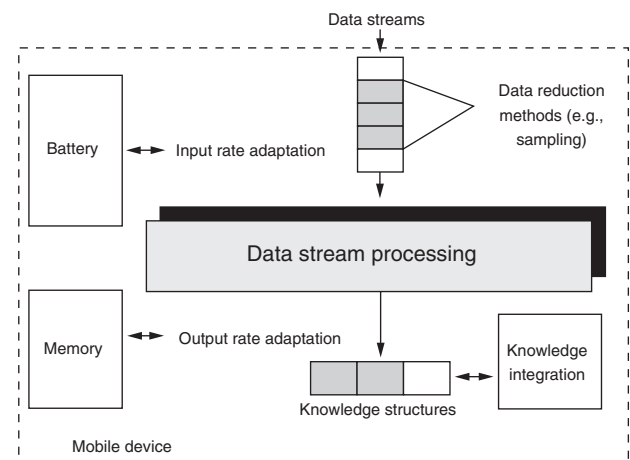 Data streams
Data reduction
methods (e.g.,
sampling)
Battery
Input rate adaptation
Data stream processing
Memory
Output rate adaptation
Knowledge
integration
Knowledge structures
Mobile device